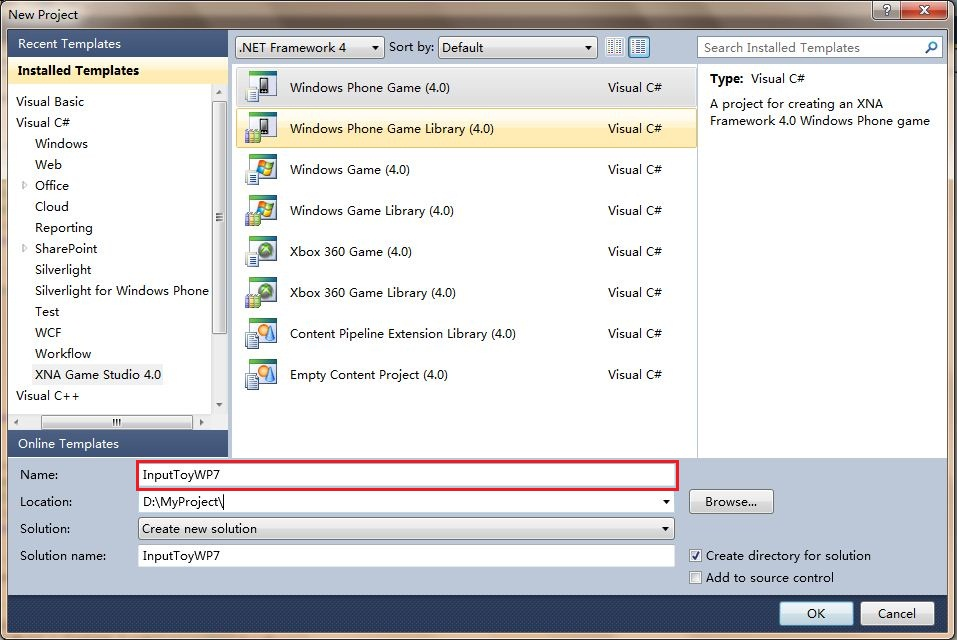 New Project
Recent Templates
Installed Templates
Visual Basic
Visual C#
Windows
Web
Office
Cloud
Reporting
SharePoint
Silverlight
Silverlight for Windows Phone
Test
WCF
Workflow
XNA Game Studio 4.0
Visual C++
Online Templates
.NET Framework 4 Sort by: Default
Search Installed Templates
Windows Phone Game (4.0) Visual C#
Windows Phone Game Library (4.0) Visual C#
Windows Game (4.0) Visual C#
Windows Game Library (4.0) Visual C#
Xbox 360 Game (4.0) Visual C#
Xbox 360 Game Library (4.0) Visual C#
Content Pipeline Extension Library (4.0) Visual C#
Empty Content Project (4.0) Visual C#
Type: Visual C#
A project for creating an XNA
Framework 4.0 Windows Phone game
Name: InputToyWP7
Location: D:\MyProject\ Browse...
Solution: Create new solution
Solution name: InputToyWP7
Create directory for solution
Add to source control
OK Cancel